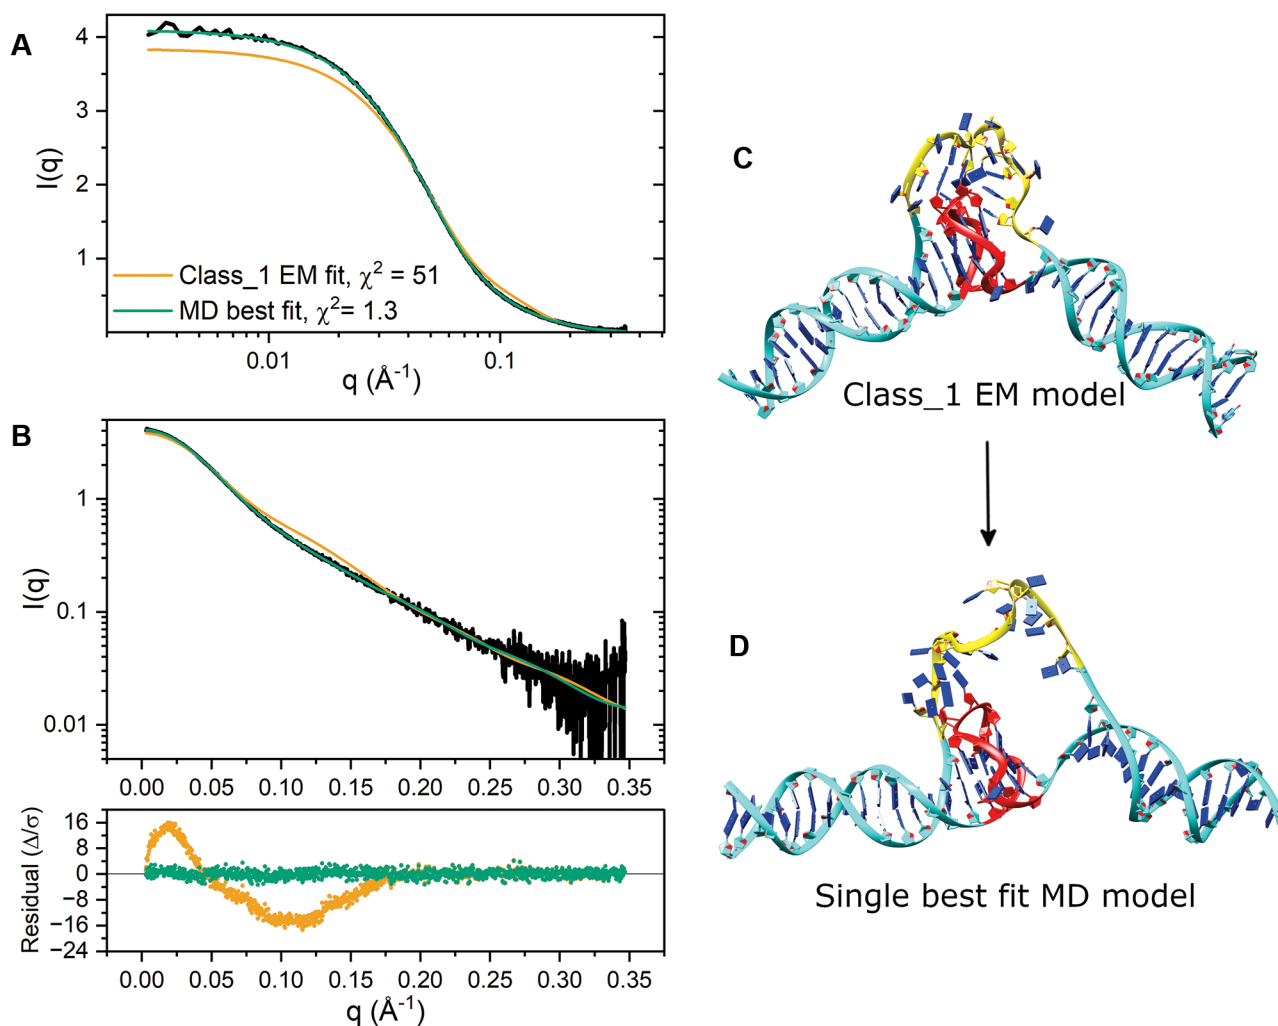 A
4
3
2
1
I(q)
Class_1 EM fit, χ² = 51
MD best fit, χ²= 1.3
0.01
0.1
q (Å⁻¹)
B
1
0.1
0.01
I(q)
0.00
0.05
0.10
0.15
0.20
0.25
0.30
0.35
16
8
0
−8
−16
−24
Residual (Δ/σ)
0.00
0.05
0.10
0.15
0.20
0.25
0.30
0.35
q (Å⁻¹)
C
Class_1 EM model
D
Single best fit MD model